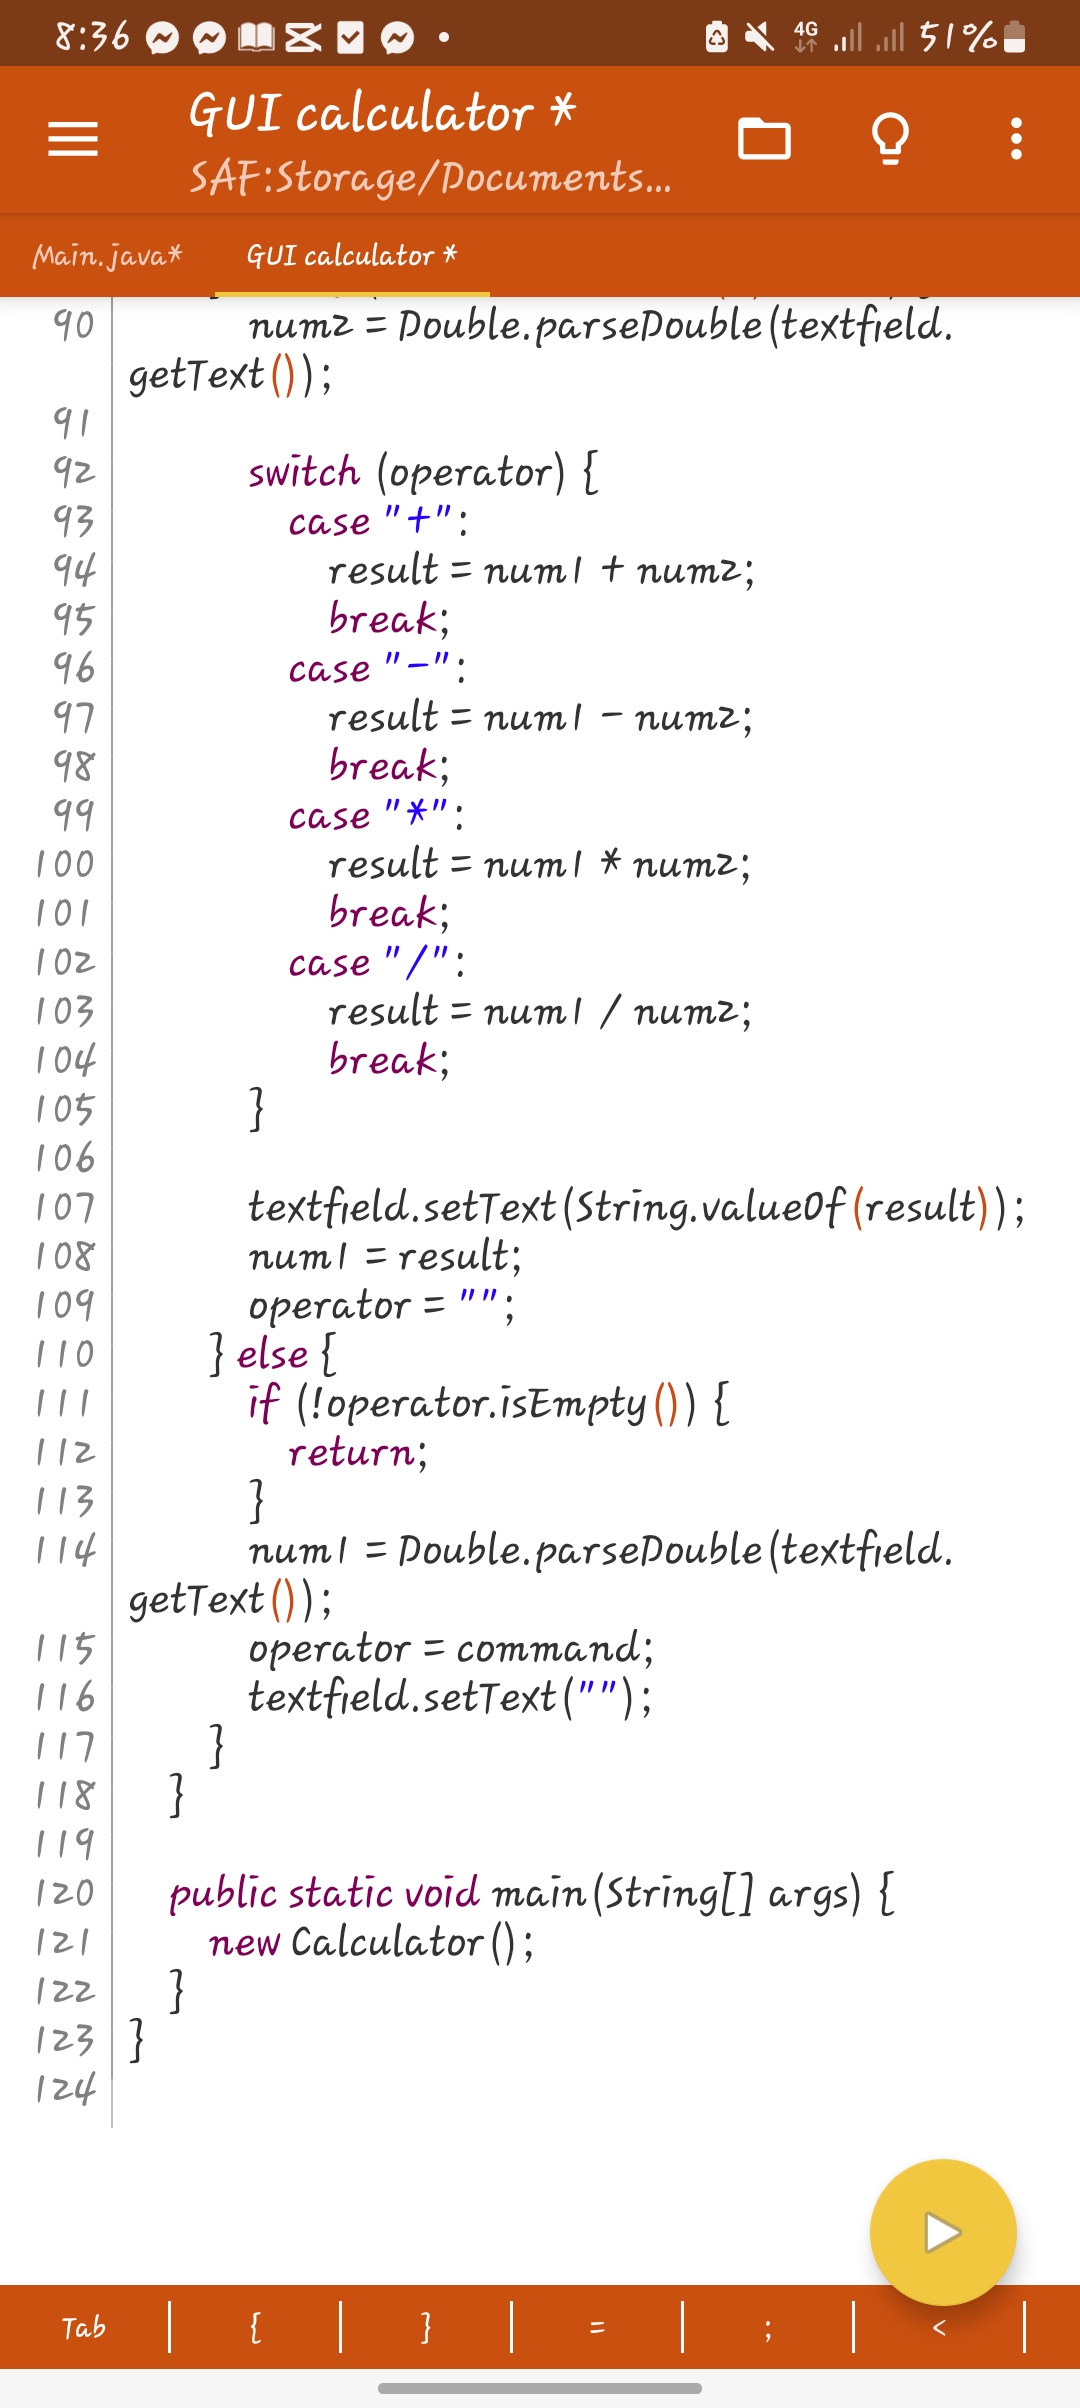 8:36 4G 51%
GUI calculator *
SAF:Storage/Documents...
Main.java* GUI calculator *
90 num2 = Double.parseDouble(textfield.
getText());
91
92 switch (operator) {
93 case "+":
94 result = num1 + num2;
95 break;
96 case "-":
97 result = num1 - num2;
98 break;
99 case "*":
100 result = num1 * num2;
101 break;
102 case "/":
103 result = num1 / num2;
104 break;
105 }
106
107 textfield.setText(String.valueOf(result));
108 num1 = result;
109 operator = "";
110 } else {
111 if (!operator.isEmpty()) {
112 return;
113 }
114 num1 = Double.parseDouble(textfield.
getText());
115 operator = command;
116 textfield.setText("");
117 }
118 }
119
120 public static void main(String[] args) {
121 new Calculator();
122 }
123 }
124
Tab { } = ; <